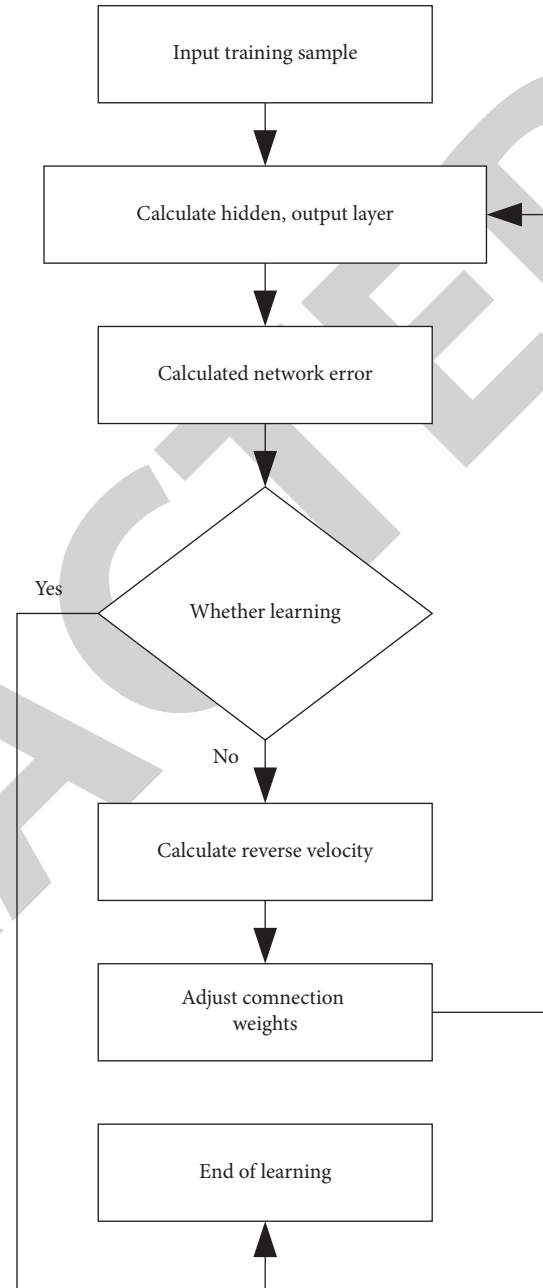 Input training sample
Calculate hidden, output layer
Calculated network error
Yes
Whether learning
No
Calculate reverse velocity
Adjust comnection
weights
End of learning